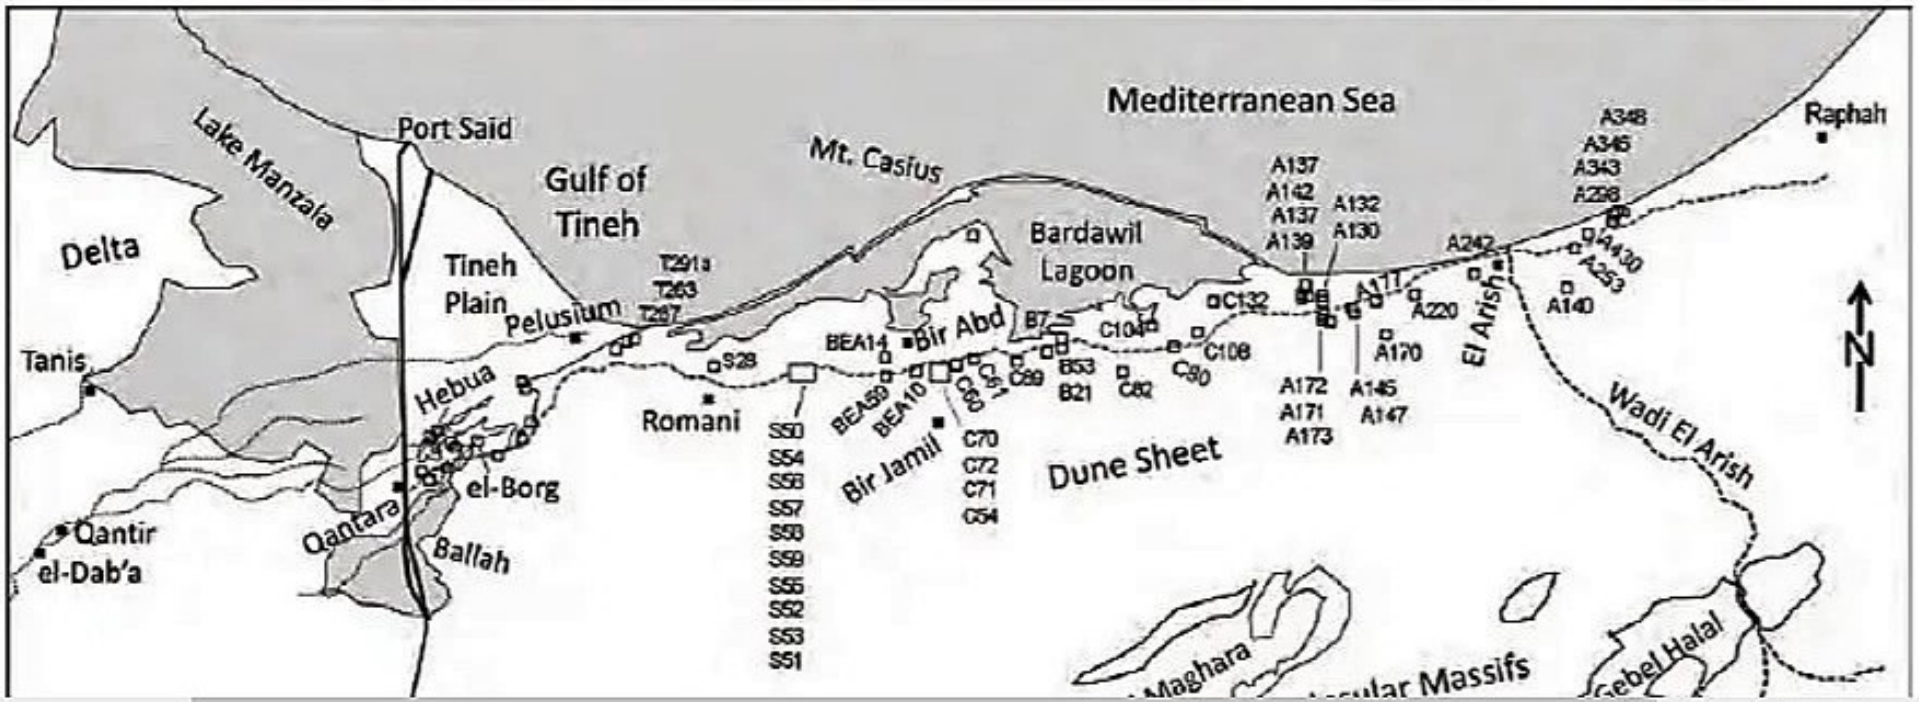 Mediterranean Sea
Raphah
A348
A346
A343
A298
Port Said
Lake Manzala
Mt. Casius
Gulf of
Tineh
A137
A142
A137
A139
A132
A130
Bardawil
Lagoon
Delta
Tineh
Plain
T291a
T263
T267
Pelusium
A242
A430
A253
A140
El Arish
A220
A170
C132
C104
C108
C80
B7
Bir Abd
BEA14
S28
Tanis
Hebua
Romani
BEA59
BEA10
C60
C61
C69
B53
B21
C82
A172
A171
A173
A145
A147
N
Wadi El Arish
S50
S54
S56
S57
S58
S59
S55
S52
S53
S51
Bir Jamil
C70
C72
C71
C54
Dune Sheet
el-Borg
Qantara
Ballah
Qantir
el-Dab'a
Maghara
Massifs
Gebel Halal